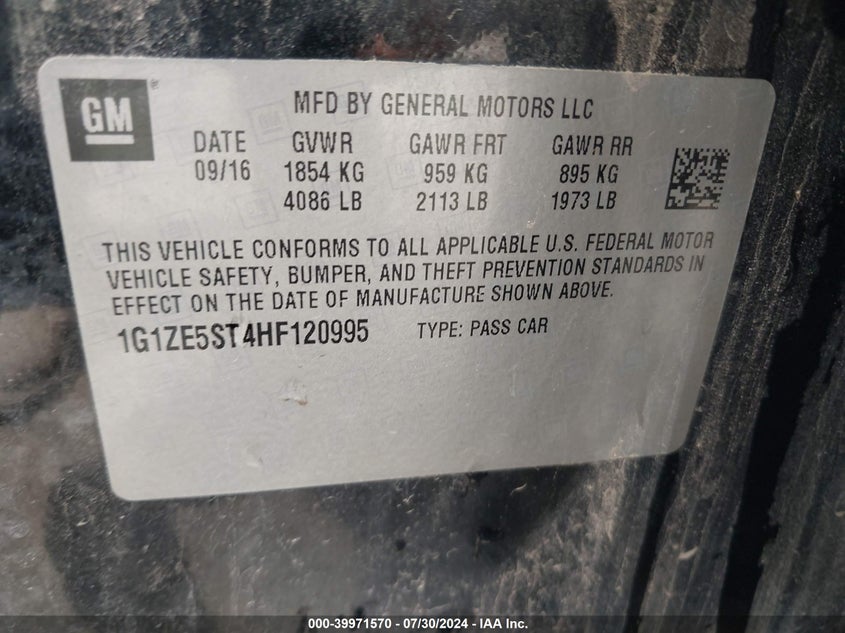 GM ®
MFD BY GENERAL MOTORS LLC
DATE GVWR GAWR FRT GAWR RR
09/16 1854 KG 959 KG 895 KG
4086 LB 2113 LB 1973 LB
THIS VEHICLE CONFORMS TO ALL APPLICABLE U.S. FEDERAL MOTOR
VEHICLE SAFETY, BUMPER, AND THEFT PREVENTION STANDARDS IN
EFFECT ON THE DATE OF MANUFACTURE SHOWN ABOVE.
1G1ZE5ST4HF120995 TYPE: PASS CAR
000-39971570 - 07/30/2024 - IAA Inc.